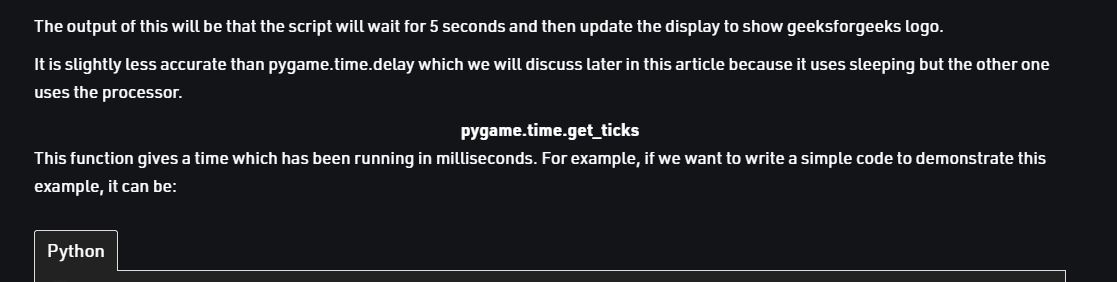 The output of this will be that the script will wait for 5 seconds and then update the display to show geeksforgeeks logo.
It is slightly less accurate than pygame.time.delay which we will discuss later in this article because it uses sleeping but the other one
uses the processor.
pygame.time.get_ticks
This function gives a time which has been running in milliseconds. For example, if we want to write a simple code to demonstrate this
example, it can be:
Python